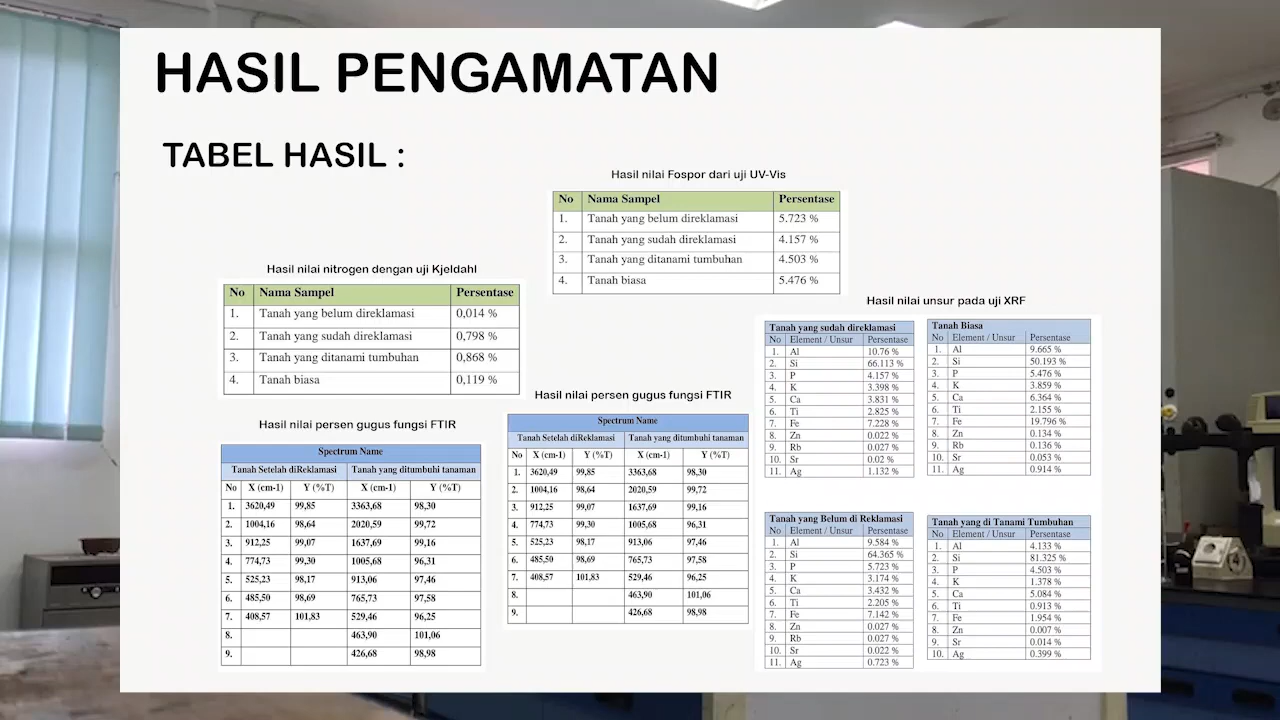 HASIL PENGAMATAN
TABEL HASIL :
Hasil nilai Fospor dari uji UV-Vis
No Nama Sampel Persentase
1. Tanah yang belum direklamasi 5.723 %
2. Tanah yang sudah direklamasi 4.157 %
3. Tanah yang ditanami tumbuhan 4.503 %
4. Tanah biasa 5.476 %
Hasil nilai nitrogen dengan uji Kjeldahl
No Nama Sampel Persentase
1. Tanah yang belum direklamasi 0,014 %
2. Tanah yang sudah direklamasi 0,798 %
3. Tanah yang ditanami tumbuhan 0,868 %
4. Tanah biasa 0,119 %
Hasil nilai persen gugus fungsi FTIR
Spectrum Name
Tanah Setelah diReklamasi Tanah yang ditumbuhi tanaman
No X (cm-1) Y (%T) X (cm-1) Y (%T)
1. 3620,49 99,85 3363,68 98,30
2. 1004,16 98,64 2020,59 99,72
3. 912,25 99,07 1637,69 99,16
4. 774,73 99,30 1005,68 96,31
5. 525,23 98,17 913,06 97,46
6. 485,50 98,69 765,73 97,58
7. 408,57 101,83 529,46 96,25
8. 463,90 101,06
9. 426,68 98,98
Hasil nilai persen gugus fungsi FTIR
Spectrum Name
Tanah Setelah diReklamasi Tanah yang ditumbuhi tanaman
No X (cm-1) Y (%T) X (cm-1) Y (%T)
1. 3620,49 99,85 3363,68 98,30
2. 1004,16 98,64 2020,59 99,72
3. 912,25 99,07 1637,69 99,16
4. 774,73 99,30 1005,68 96,31
5. 525,23 98,17 913,06 97,46
6. 485,50 98,69 765,73 97,58
7. 408,57 101,83 529,46 96,25
8. 463,90 101,06
9. 426,68 98,98
Hasil nilai unsur pada uji XRF
Tanah yang sudah direklamasi
No Element / Unsur Persentase
1. Al 10.76 %
2. Si 66.113 %
3. P 4.157 %
4. K 3.398 %
5. Ca 3.831 %
6. Ti 2.825 %
7. Fe 7.228 %
8. Zn 0.022 %
9. Rb 0.027 %
10. Sr 0.02 %
11. Ag 1.132 %
Tanah Biasa
No Element / Unsur Persentase
1. Al 9.665 %
2. Si 50.193 %
3. P 5.476 %
4. K 3.859 %
5. Ca 6.364 %
6. Ti 2.155 %
7. Fe 19.796 %
8. Zn 0.134 %
9. Rb 0.136 %
10. Sr 0.053 %
11. Ag 0.914 %
Tanah yang Belum di Reklamasi
No Element / Unsur Persentase
1. Al 9.584 %
2. Si 64.365 %
3. P 5.723 %
4. K 3.174 %
5. Ca 3.432 %
6. Ti 2.205 %
7. Fe 7.142 %
8. Zn 0.027 %
9. Rb 0.027 %
10. Sr 0.022 %
11. Ag 0.723 %
Tanah yang di Tanami Tumbuhan
No Element / Unsur Persentase
1. Al 4.133 %
2. Si 81.325 %
3. P 4.503 %
4. K 1.378 %
5. Ca 5.084 %
6. Ti 0.913 %
7. Fe 1.954 %
8. Zn 0.007 %
9. Sr 0.014 %
10. Ag 0.399 %